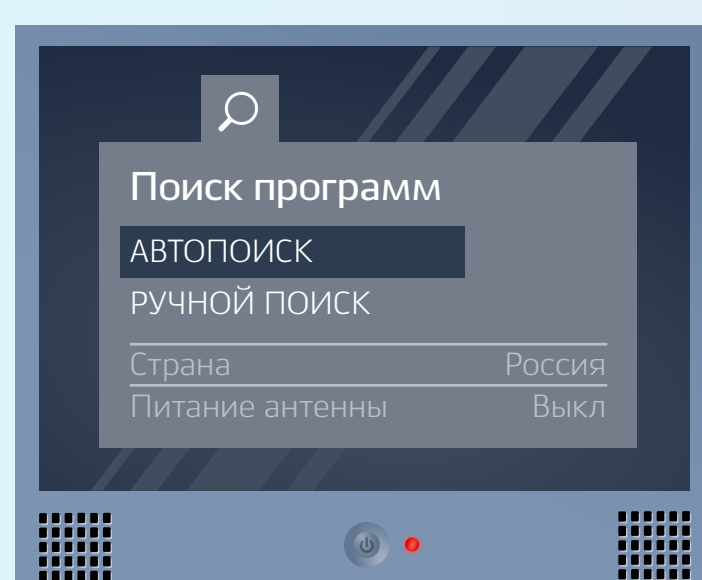 Поиск программ
АВТОПОИСК
РУЧНОЙ ПОИСК
Страна Россия
Питание антенны Выкл